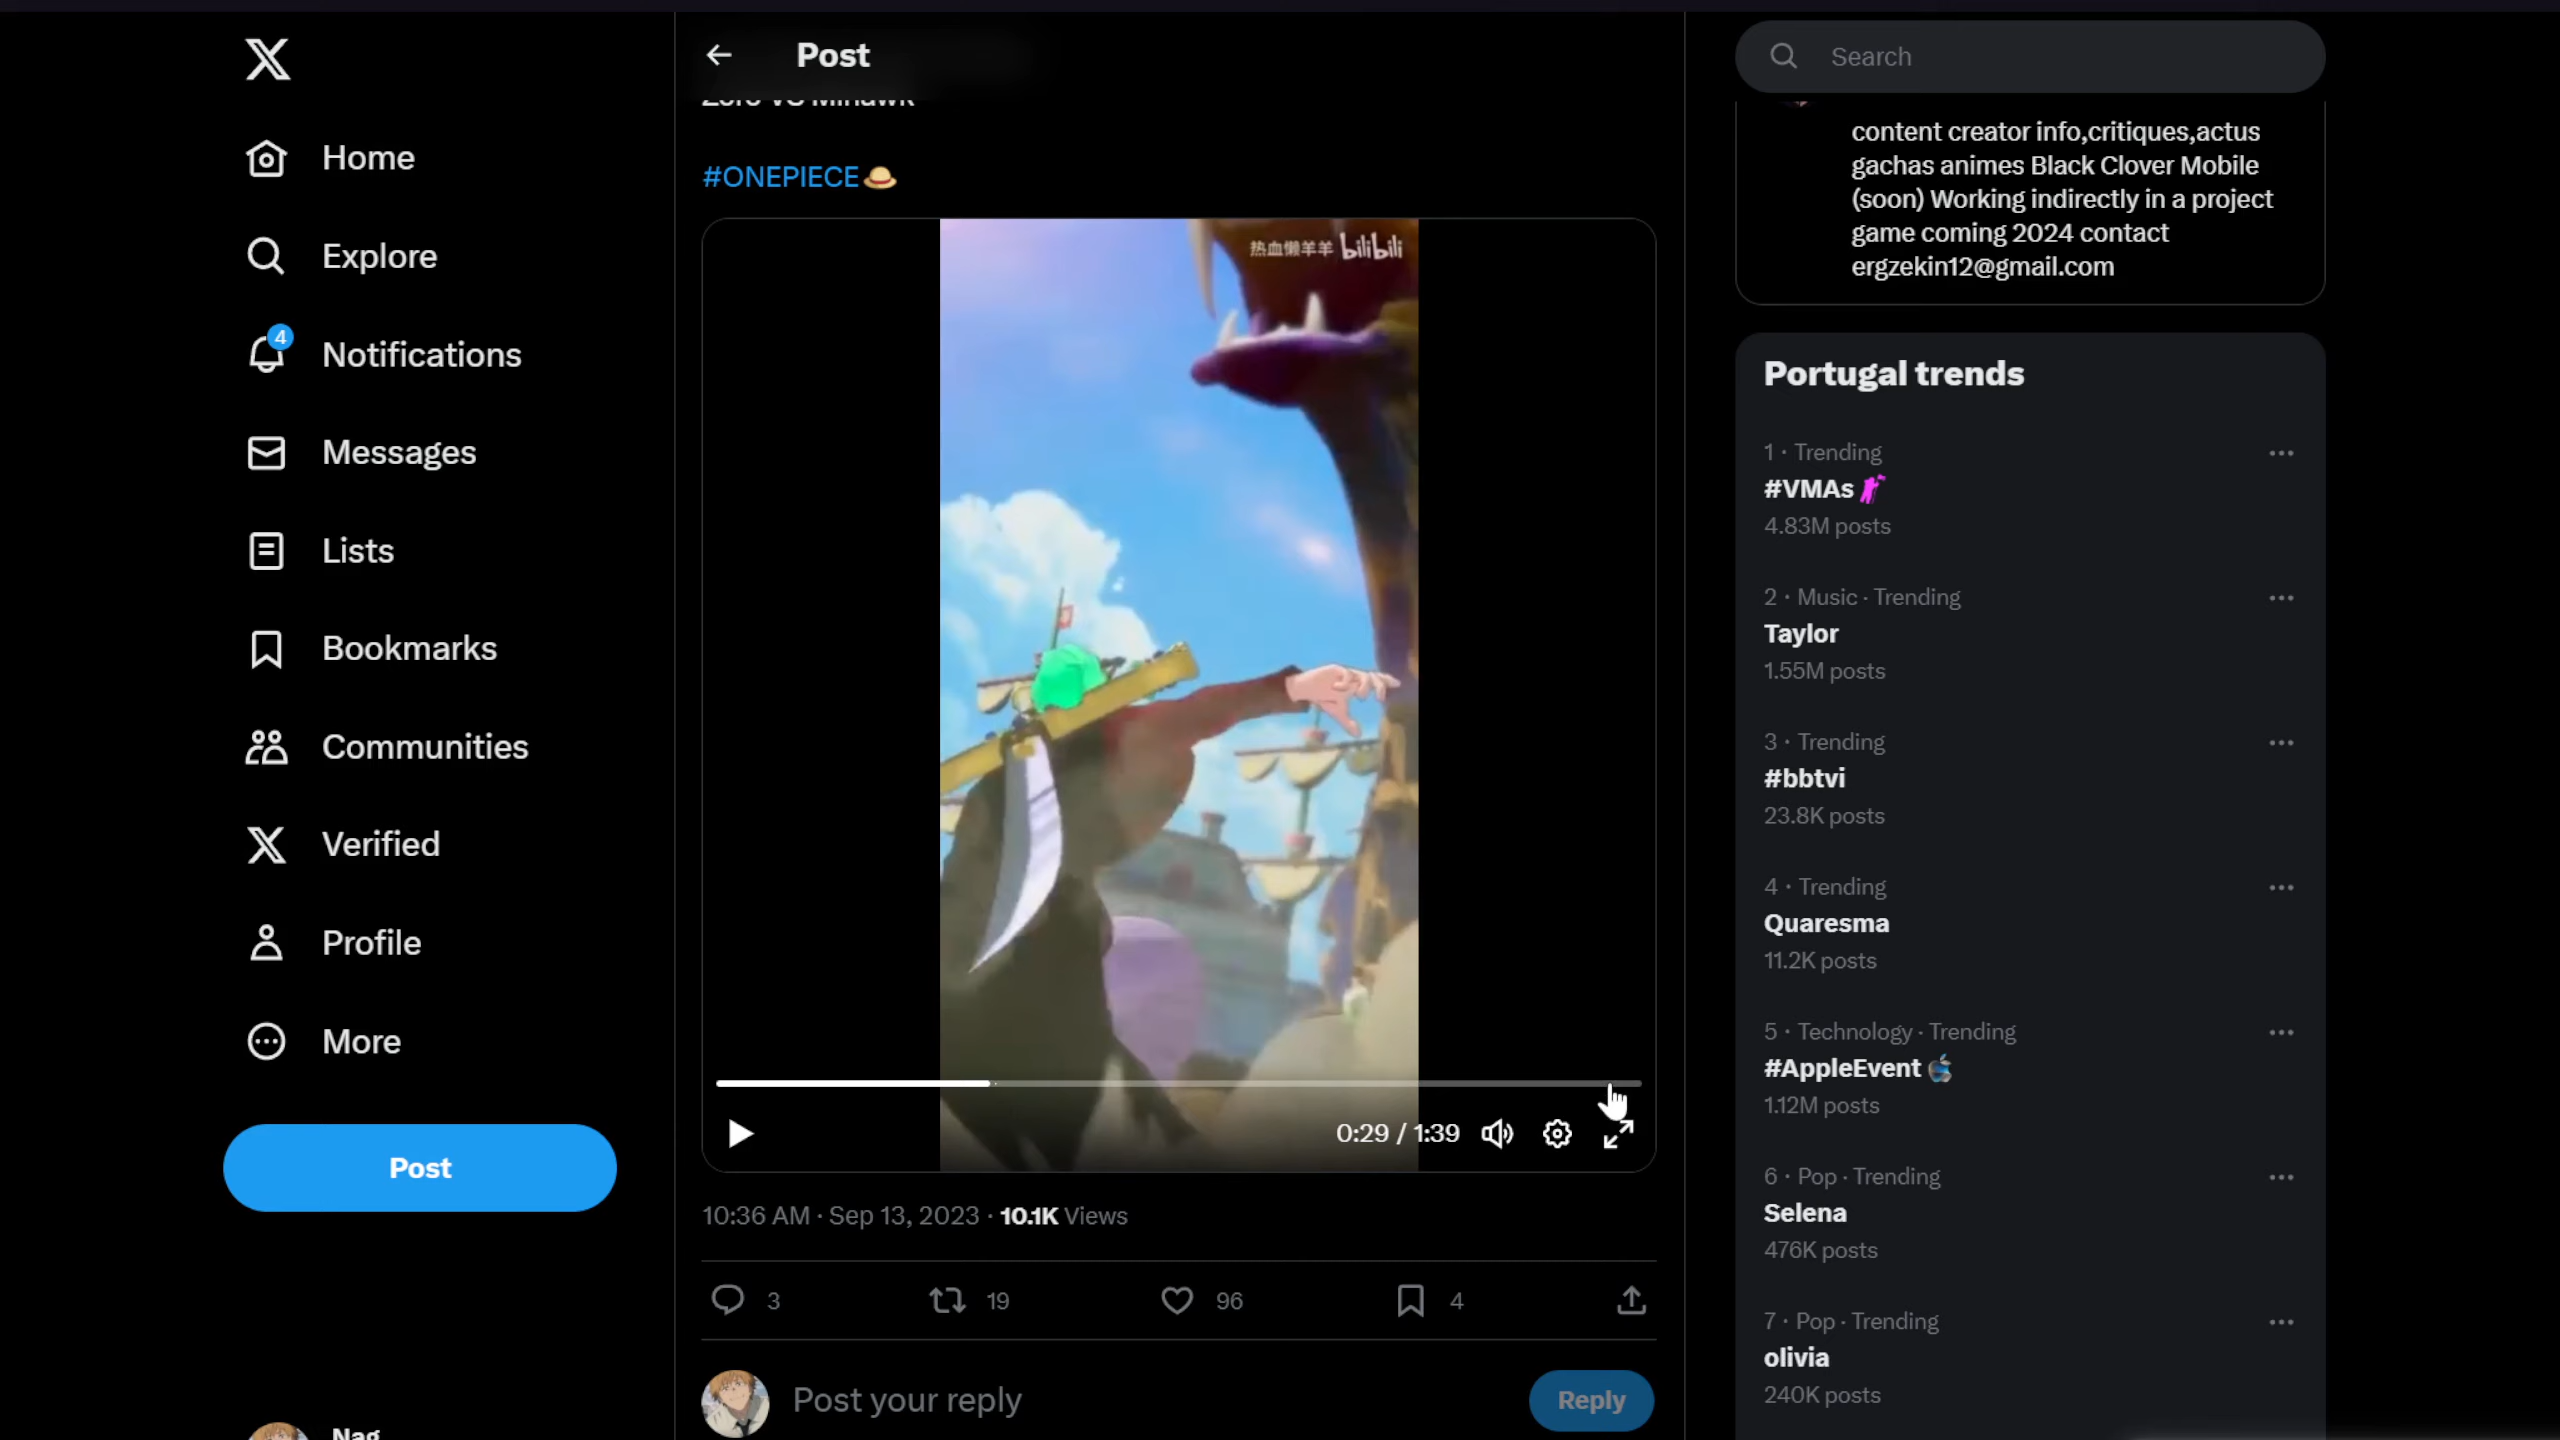 Home
Explore
4
Notifications
Messages
Lists
Bookmarks
Communities
Verified
Profile
More
Post
Nag
Post
Zoro VS Mihawk
#ONEPIECE
热血懒羊羊 bilibili
0:29 / 1:39
10:36 AM · Sep 13, 2023 · 10.1K Views
3 19 96 4
Post your reply
Reply
Search
content creator info,critiques,actus
gachas animes Black Clover Mobile
(soon) Working indirectly in a project
game coming 2024 contact
ergzekin12@gmail.com
Portugal trends
1 · Trending
#VMAs
4.83M posts
2 · Music · Trending
Taylor
1.55M posts
3 · Trending
#bbtvi
23.8K posts
4 · Trending
Quaresma
11.2K posts
5 · Technology · Trending
#AppleEvent
1.12M posts
6 · Pop · Trending
Selena
476K posts
7 · Pop · Trending
olivia
240K posts